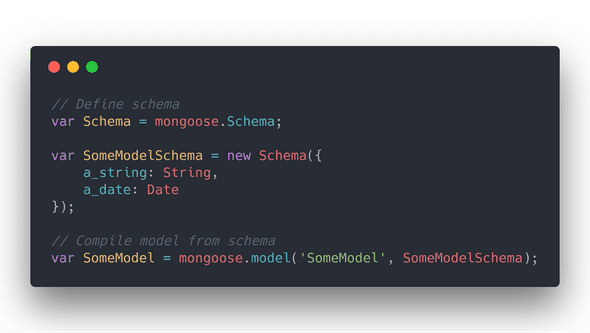 // Define schema
var Schema = mongoose.Schema;

var SomeModelSchema = new Schema({
    a_string: String,
    a_date: Date
});

// Compile model from schema
var SomeModel = mongoose.model('SomeModel', SomeModelSchema);